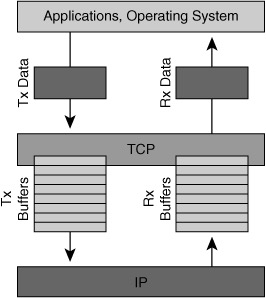 Applications, Operating System
Tx Data
Rx Data
TCP
Tx
Buffers
Rx
Buffers
IP